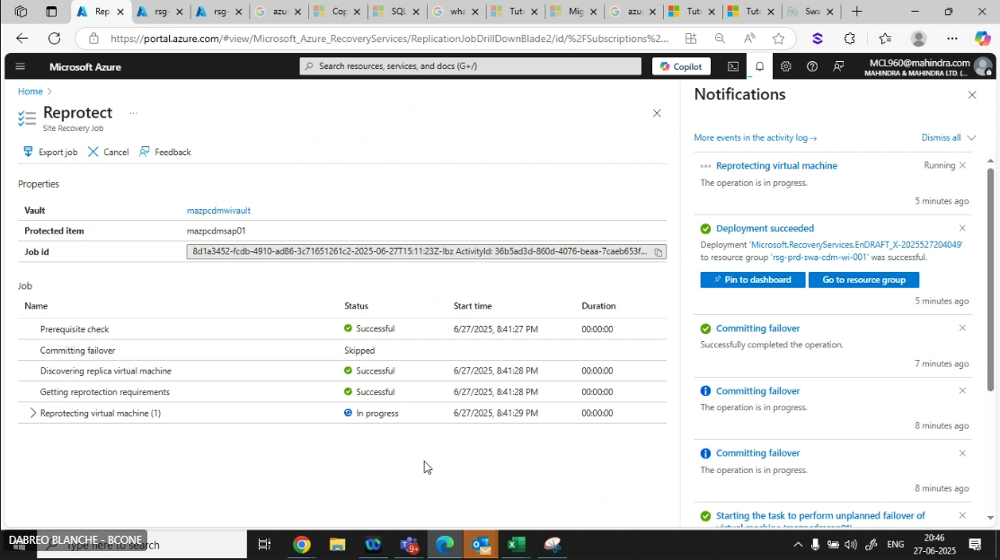 Rep
rsg-
rsg-
azu
Cop
SQL
wha
Tuto
Mig
azu
Tut
Tut
Swa
https://portal.azure.com/#view/Microsoft_Azure_RecoveryServices/ReplicationJobDrillDownBlade2/id/%2FSubscriptions%2...
Microsoft Azure
Search resources, services, and docs (G+/)
Copilot
MCL960@mahindra.com
MAHINDRA & MAHINDRA LTD. (...
Home >
Reprotect ...
Site Recovery Job
Export job
Cancel
Feedback
Properties
Vault mazpcdmwivault
Protected item mazpcdmsap01
Job id 8d1a3452-fcdb-4910-ad86-3c71651261c2-2025-06-27T15:11:23Z-Ibz ActivityId: 36b5ad3d-860d-4076-beaa-7caeb653f...
Job
Name Status Start time Duration
Prerequisite check Successful 6/27/2025, 8:41:27 PM 00:00:00
Committing failover Skipped
Discovering replica virtual machine Successful 6/27/2025, 8:41:28 PM 00:00:00
Getting reprotection requirements Successful 6/27/2025, 8:41:28 PM 00:00:00
Reprotecting virtual machine (1) In progress 6/27/2025, 8:41:29 PM 00:00:00
Notifications
More events in the activity log →
Dismiss all
Reprotecting virtual machine Running
The operation is in progress.
5 minutes ago
Deployment succeeded
Deployment 'Microsoft.RecoveryServices.EnDRAFT_X-2025527204049'
to resource group 'rsg-prd-swa-cdm-wi-001' was successful.
Pin to dashboard
Go to resource group
5 minutes ago
Committing failover
Successfully completed the operation.
7 minutes ago
Committing failover
The operation is in progress.
8 minutes ago
Committing failover
The operation is in progress.
8 minutes ago
Starting the task to perform unplanned failover of
DABREO BLANCHE - BCONE
Type here to search
9+
ENG
20:46
27-06-2025